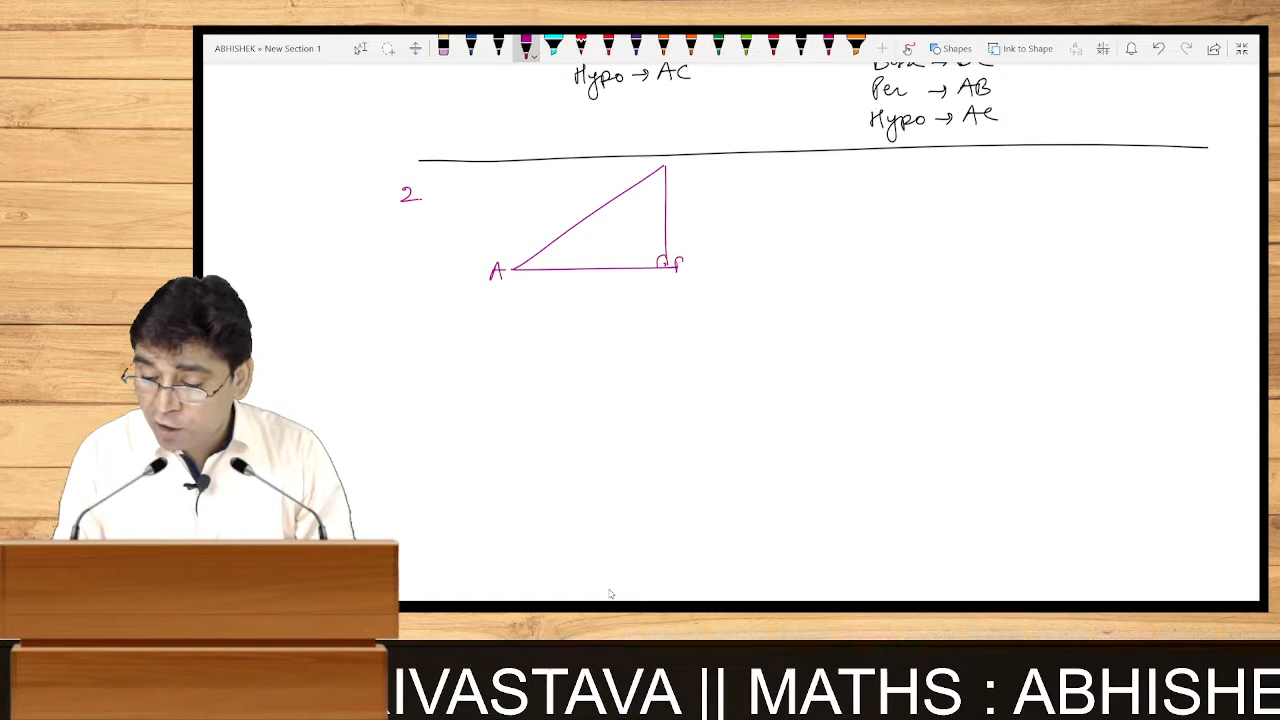 ABHISHEK » New Section 1
Shapes
Ink to Shape
Hypo → AC
Per → AB
Hypo → AC
2.
A
IVASTAVA || MATHS : ABHISHE